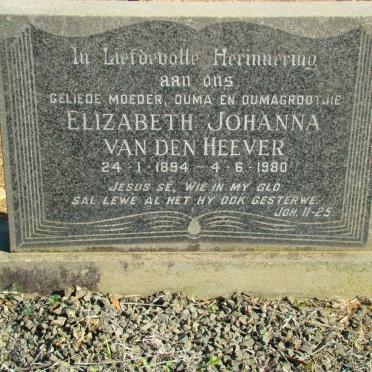 In Liefdevolle Herinnering
aan ons
GELIEDE MOEDER, OUMA EN OUMAGROOTJIE
ELIZABETH JOHANNA
VAN DEN HEEVER
24-1-1894 - 4-6-1980
JESUS SÊ, WIE IN MY GLO
SAL LEWE AL HET HY OOK GESTERWE.
JOH. 11-25.